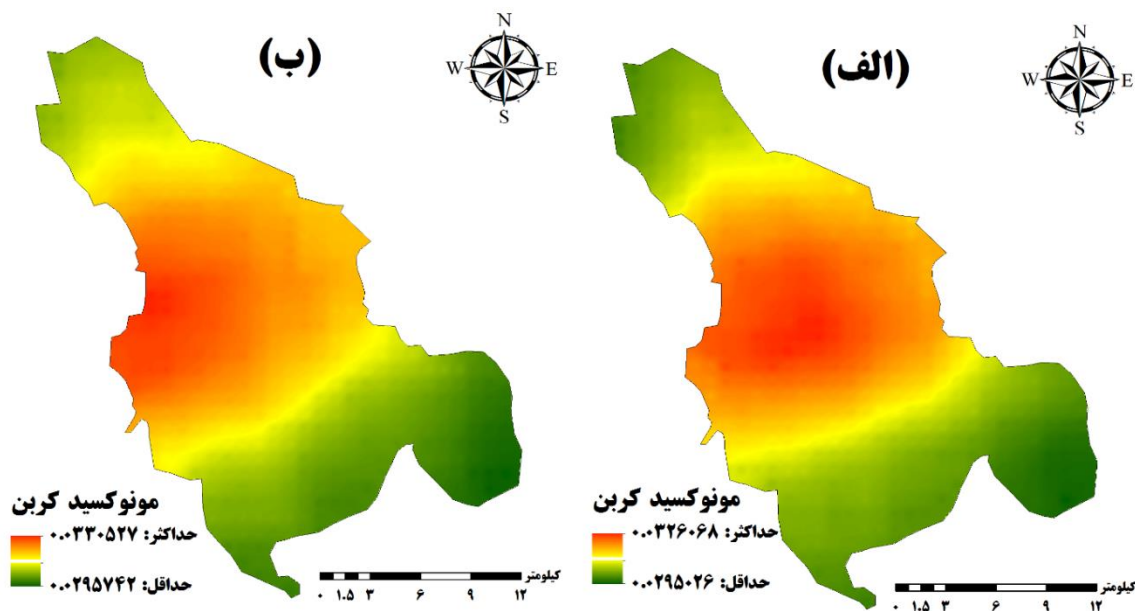 (الف)
N
W E
S
مونوکسید کربن
حداکثر: ۰.۰۳۲۶۰۶۸
حداقل: ۰.۰۲۹۵۰۲۶
کیلومتر
۰ ۱.۵ ۳ ۶ ۹ ۱۲
(ب)
N
W E
S
مونوکسید کربن
حداکثر: ۰.۰۳۳۰۵۲۷
حداقل: ۰.۰۲۹۵۷۴۲
کیلومتر
۰ ۱.۵ ۳ ۶ ۹ ۱۲